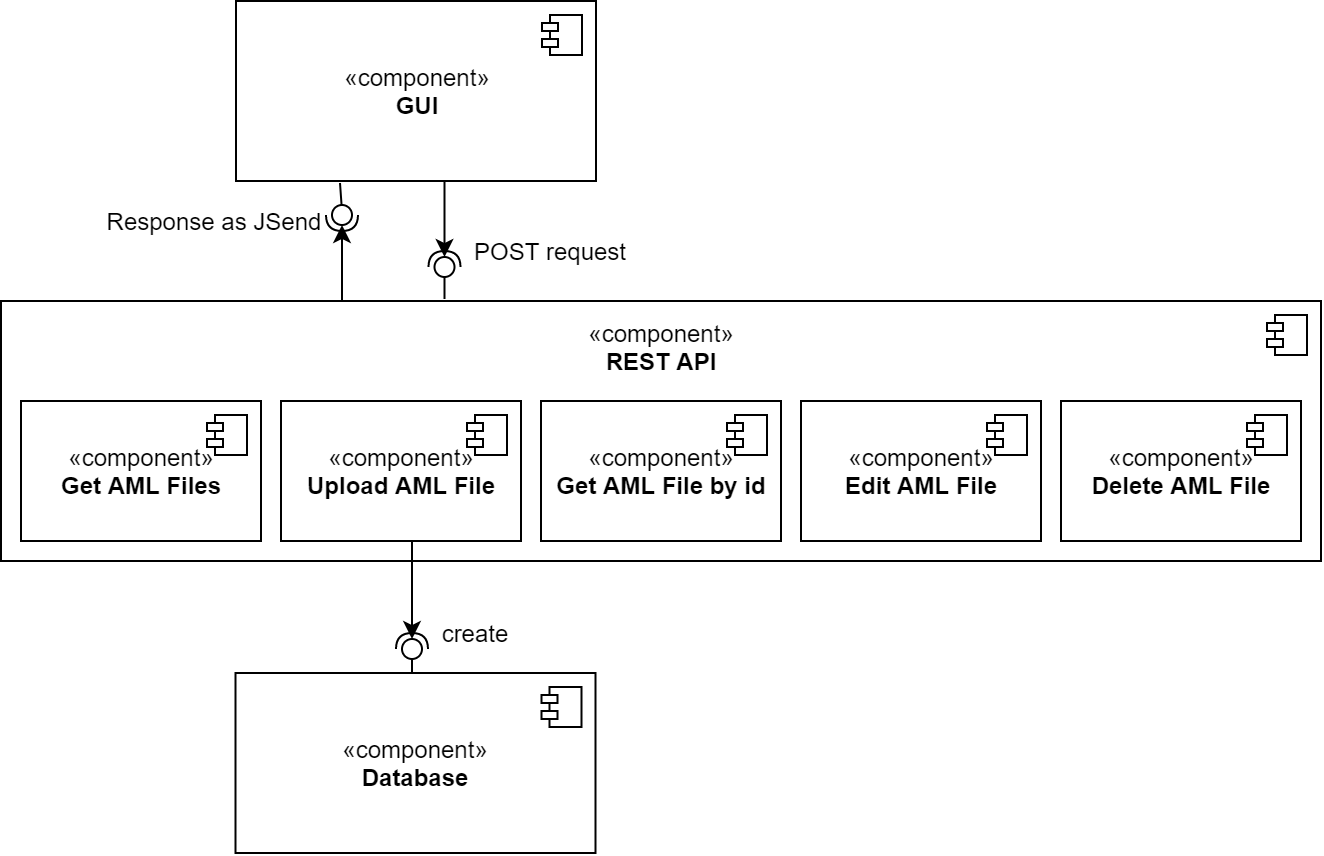 «component»
GUI
Response as JSend
POST request
«component»
REST API
«component»
Get AML Files
«component»
Upload AML File
«component»
Get AML File by id
«component»
Edit AML File
«component»
Delete AML File
create
«component»
Database